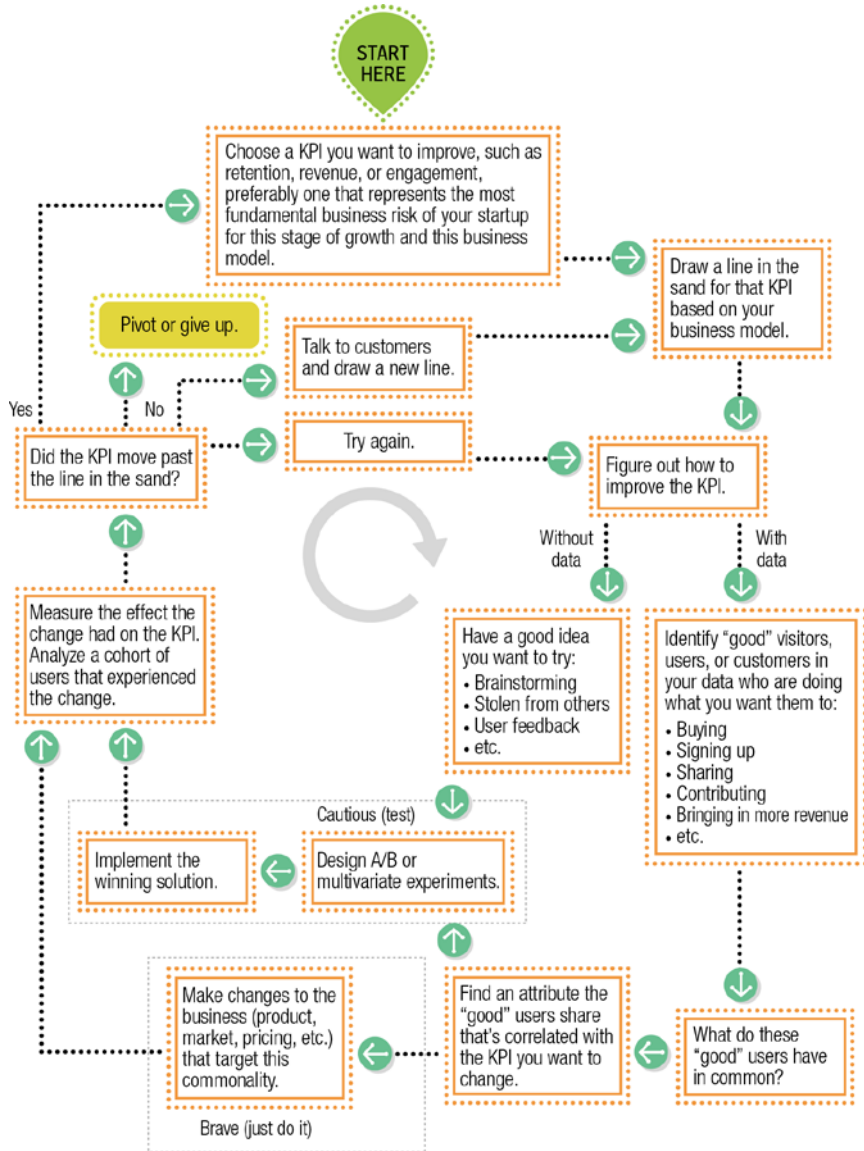 START
HERE
Choose a KPI you want to improve, such as
retention, revenue, or engagement,
preferably one that represents the most
fundamental business risk of your startup
for this stage of growth and this business
model.
Draw a line in the
sand for that KPI
based on your
business model.
Pivot or give up.
Talk to customers
and draw a new line.
Yes
No
Try again.
Did the KPI move past
the line in the sand?
Figure out how to
improve the KPI.
Without
data
With
data
Measure the effect the
change had on the KPI.
Analyze a cohort of
users that experienced
the change.
Have a good idea
you want to try:
• Brainstorming
• Stolen from others
• User feedback
• etc.
Identify “good” visitors,
users, or customers in
your data who are doing
what you want them to:
• Buying
• Signing up
• Sharing
• Contributing
• Bringing in more revenue
• etc.
Cautious (test)
Implement the
winning solution.
Design A/B or
multivariate experiments.
Make changes to the
business (product,
market, pricing, etc.)
that target this
commonality.
Brave (just do it)
Find an attribute the
“good” users share
that’s correlated with
the KPI you want to
change.
What do these
“good” users have
in common?